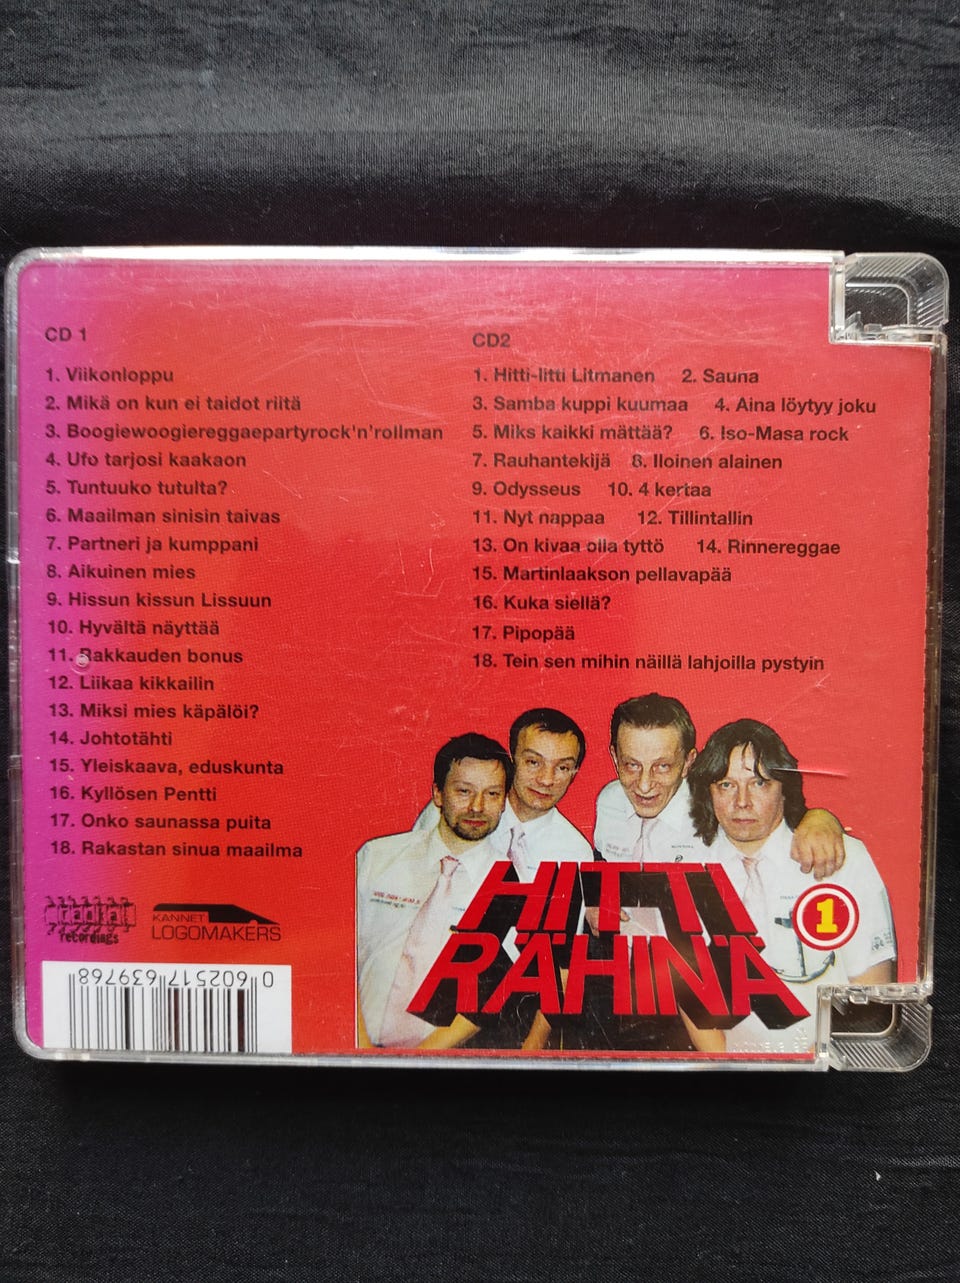 CD 1
1. Viikonloppu
2. Mikä on kun ei taidot riitä
3. Boogiewoogiereggaepartyrock'n'rollman
4. Ufo tarjosi kaakaon
5. Tuntuuko tutulta?
6. Maailman sinisin taivas
7. Partneri ja kumppani
8. Aikuinen mies
9. Hissun kissun Lissuun
10. Hyvältä näyttää
11. Rakkauden bonus
12. Liikaa kikkailin
13. Miksi mies käpälöi?
14. Johtotähti
15. Yleiskaava, eduskunta
16. Kyllösen Pentti
17. Onko saunassa puita
18. Rakastan sinua maailma
CD2
1. Hitti-litti Litmanen 2. Sauna
3. Samba kuppi kuumaa 4. Aina löytyy joku
5. Miks kaikki mättää? 6. Iso-Masa rock
7. Rauhantekijä 8. Iloinen alainen
9. Odysseus 10. 4 kertaa
11. Nyt nappaa 12. Tillintallin
13. On kivaa olla tyttö 14. Rinnereggae
15. Martinlaakson pellavapää
16. Kuka siellä?
17. Pipopää
18. Tein sen mihin näillä lahjoilla pystyin
recordings
KANNET
LOGOMAKERS
HITTI
RÄHINÄ
1
0 602517 639768